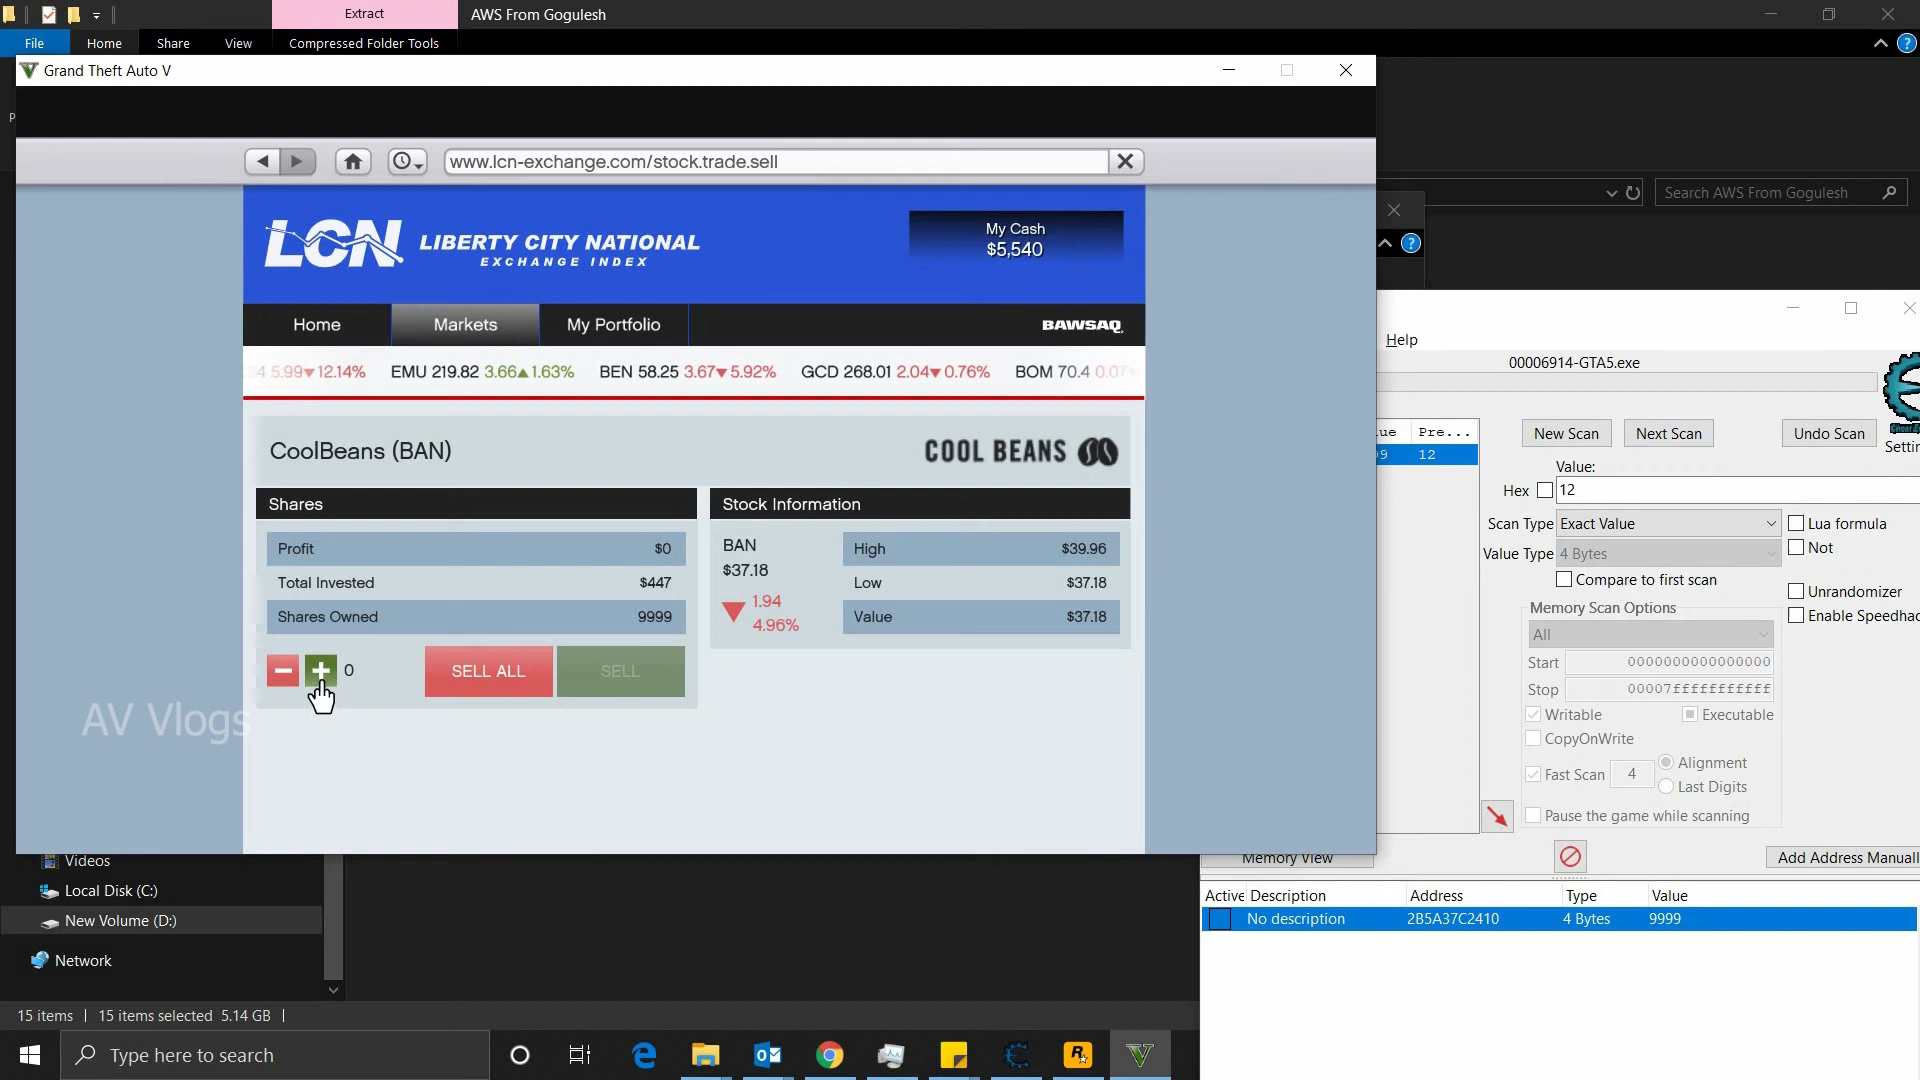 Extract
AWS From Gogulesh
File
Home
Share
View
Compressed Folder Tools
Grand Theft Auto V
www.lcn-exchange.com/stock.trade.sell
Search AWS From Gogulesh
LCN LIBERTY CITY NATIONAL
EXCHANGE INDEX
My Cash
$5,540
Home
Markets
My Portfolio
BAWSAQ
5.99▼12.14% EMU 219.82 3.66▲1.63% BEN 58.25 3.67▼5.92% GCD 268.01 2.04▼0.76% BOM 70.4 0.07
CoolBeans (BAN)
COOL BEANS
Shares
Profit $0
Total Invested $447
Shares Owned 9999
− + 0
SELL ALL
SELL
Stock Information
BAN
$37.18
1.94
4.96%
High $39.96
Low $37.18
Value $37.18
AV Vlogs
Help
00006914-GTA5.exe
Pre...
12
New Scan
Next Scan
Undo Scan
Value:
Hex 12
Scan Type Exact Value
Lua formula
Value Type 4 Bytes
Not
Compare to first scan
Unrandomizer
Memory Scan Options
Enable Speedhac
All
Start 0000000000000000
Stop 00007fffffffffff
Writable
Executable
CopyOnWrite
Fast Scan 4
Alignment
Last Digits
Pause the game while scanning
Memory View
Add Address Manuall
Active Description Address Type Value
No description 2B5A37C2410 4 Bytes 9999
Videos
Local Disk (C:)
New Volume (D:)
Network
15 items
15 items selected 5.14 GB
Type here to search